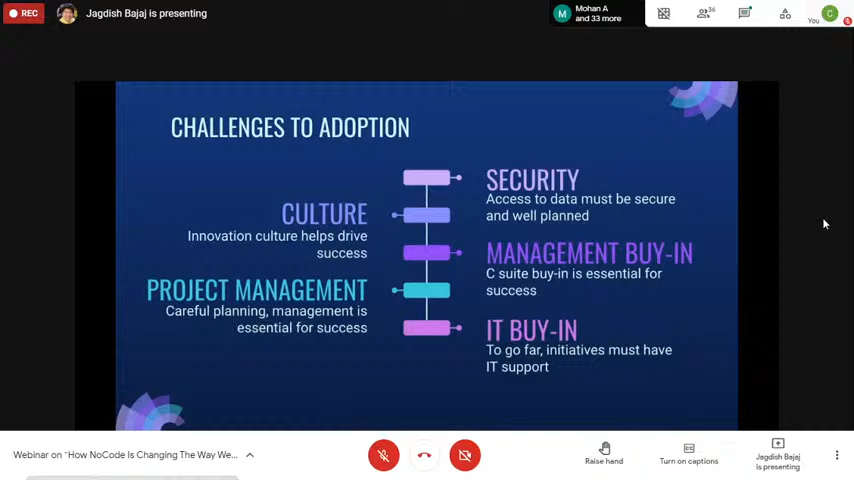 REC
Jagdish Bajaj is presenting
M
Mohan A
and 33 more
36
You
C
CHALLENGES TO ADOPTION
SECURITY
Access to data must be secure
and well planned
CULTURE
Innovation culture helps drive
success
MANAGEMENT BUY-IN
C suite buy-in is essential for
success
PROJECT MANAGEMENT
Careful planning, management is
essential for success
IT BUY-IN
To go far, initiatives must have
IT support
Webinar on "How NoCode Is Changing The Way We...
Raise hand
CC
Turn on captions
Jagdish Bajaj
is presenting